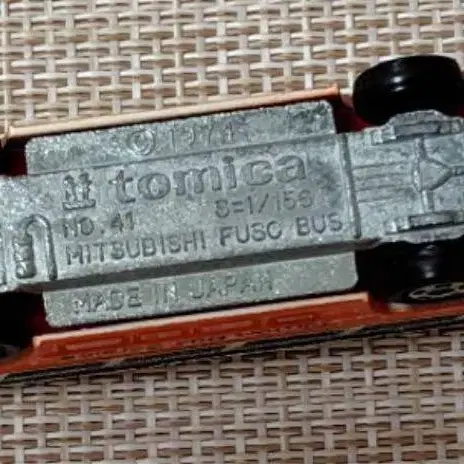 © 1974
tomica
NO. 41 S=1/156
MITSUBISHI FUSO BUS
MADE IN JAPAN